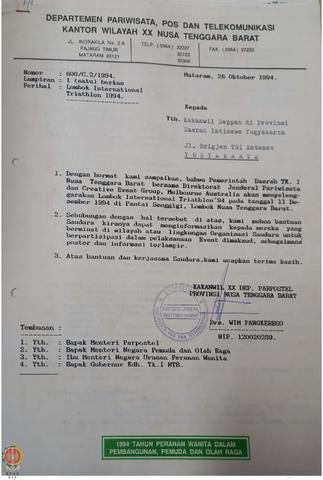 DEPARTEMEN PARIWISATA, POS DAN TELEKOMUNIKASI
KANTOR WILAYAH XX NUSA TENGGARA BARAT
JL. INDRAKILA No. 2 A
PAJANG TIMUR
MATARAM 83121
TELP. (0364) 22327
32723
35308
FAX. (0364) 37233
Nomor : 600/C.2/1994.
Mataram, 26 Oktober 1994.
Lampiran : 1 (satu) berkas
Perihal : Lombok International
Triathlon 1994.
Kepada
Yth. Kakanwil Deppen RI Provinsi
Daerah Istimewa Yogyakarta
Jl. Brigjen TNI Katamso
Y O G Y A K A R T A
1. Dengan hormat kami sampaikan, bahwa Pemerintah Daerah TK. I
Nusa Tenggara Barat bersama Direktorat Jenderal Pariwisata
dan Creative Event Group, Melbourne Australia akan menyeleng-
garakan Lombok International Triathlon'94 pada tanggal 11 De-
sember 1994 di Pantai Senggigi, Lombok Nusa Tenggara Barat.
2. Sehubungan dengan hal tersebut di atas, kami mohon bantuan
Saudara kiranya dapat menginformasikan kepada mereka yang
berminat di wilayah atau lingkungan Organisasi Saudara untuk
berpartisipasi dalam pelaksanaan Event dimaksud, sebagaimana
poster dan informasi terlampir.
3. Atas bantuan dan kerjasama Saudara, kami ucapkan terima kasih.
KAKANWIL XX DEP. PARPOSTEL
PROVINSI NUSA TENGGARA BARAT
Drs. WIM PANGKEREGO
NIP. 120020289.
Tembusan :
1. Yth. : Bapak Menteri Parpostel
2. Yth. : Bapak Menteri Negara Pemuda dan Olah Raga
3. Yth. : Ibu Menteri Negara Urusan Peranan Wanita
4. Yth. : Bapak Gubernur Kdh. Tk.I NTB.
1994 TAHUN PERANAN WANITA DALAM
PEMBANGUNAN, PEMUDA DAN OLAH RAGA